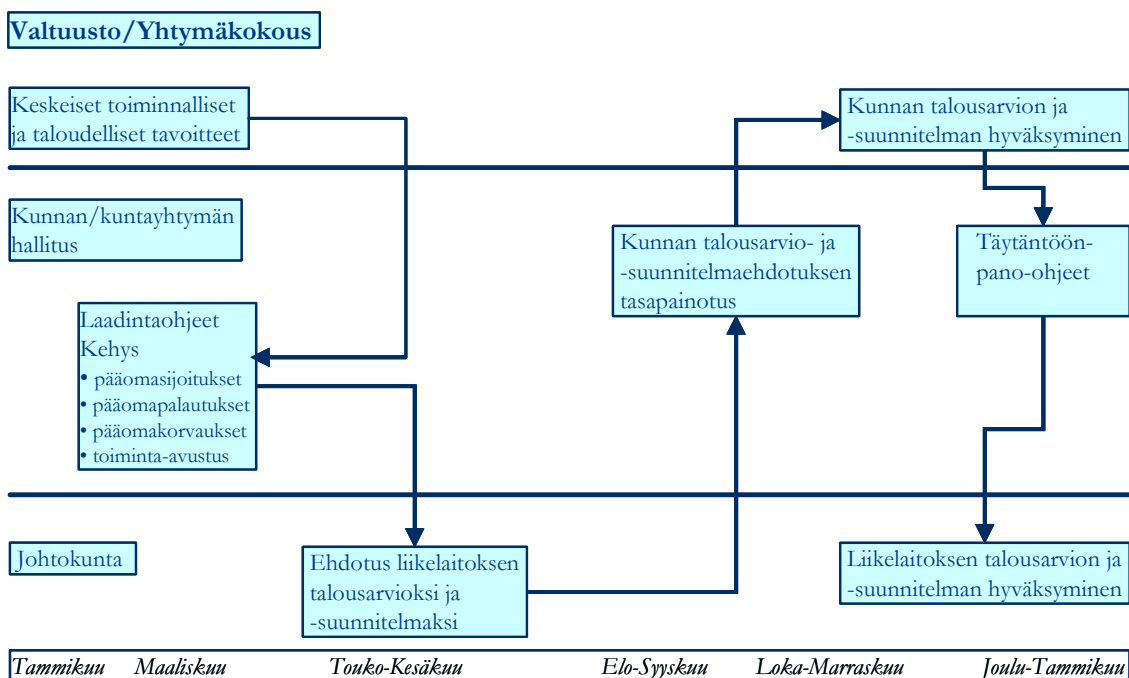 Valtuusto/Yhtymäkokous
Keskeiset toiminnalliset
ja taloudelliset tavoitteet
Kunnan talousarvion ja
-suunnitelman hyväksyminen
Kunnan/kuntayhtymän
hallitus
Kunnan talousarvio- ja
-suunnitelmaehdotuksen
tasapainotus
Täytäntöön-
pano-ohjeet
Laadintaohjeet
Kehys
• pääomasijoitukset
• pääomapalautukset
• pääomakorvaukset
• toiminta-avustus
Johtokunta
Ehdotus liikelaitoksen
talousarvioksi ja
-suunnitelmaksi
Liikelaitoksen talousarvion ja
-suunnitelman hyväksyminen
Tammikuu Maaliskuu Touko-Kesäkuu Elo-Syyskuu Loka-Marraskuu Joulu-Tammikuu